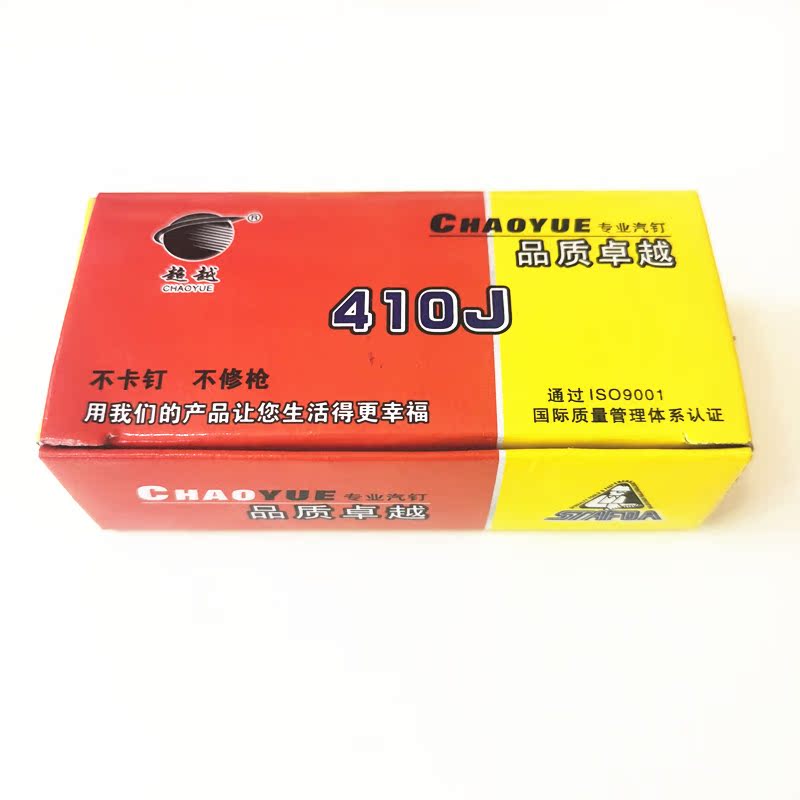 ®
超越
CHAOYUE
CHAOYUE 专业汽钉
品质卓越
410J
不卡钉 不修枪
用我们的产品让您生活得更幸福
通过 ISO9001
国际质量管理体系认证
CHAOYUE 专业汽钉
品质卓越
STAFDA